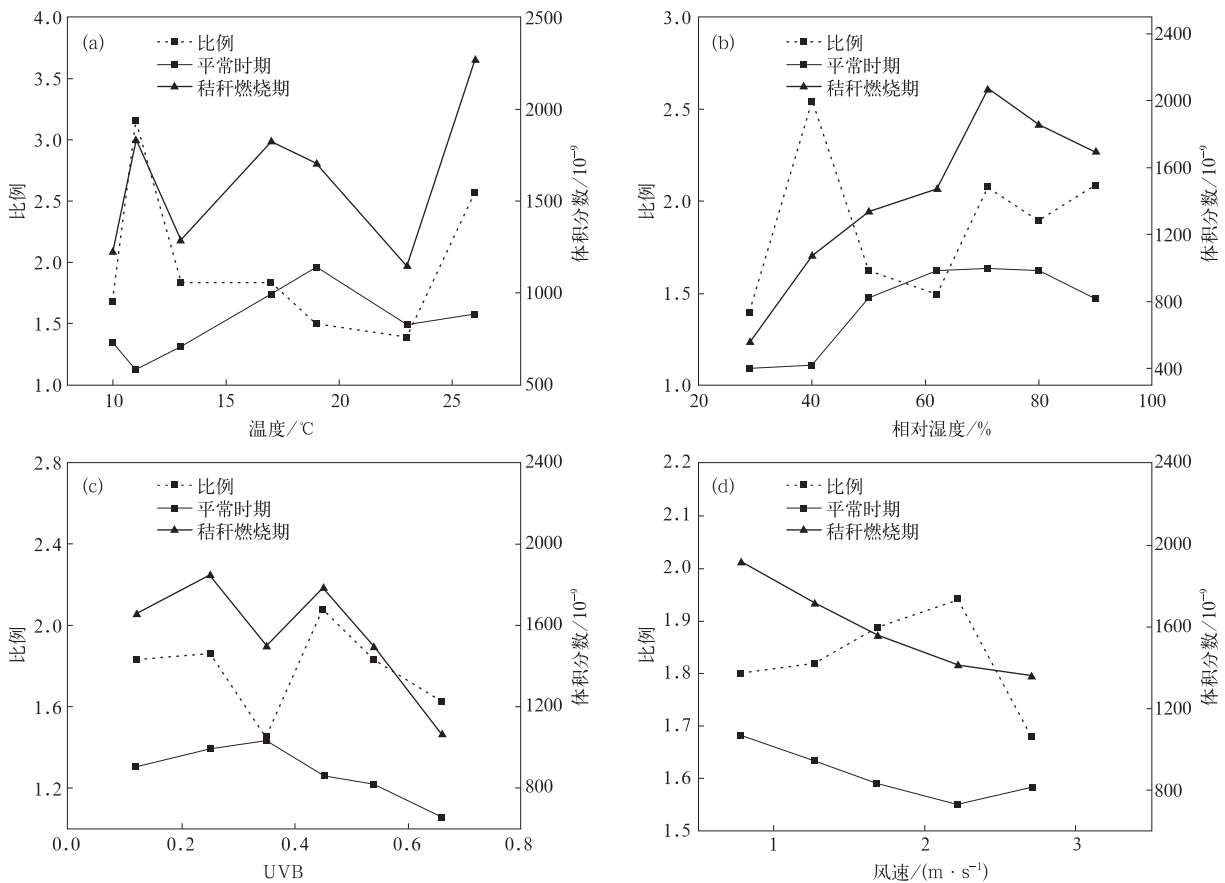 (a)
比例
平常时期
秸秆燃烧期
4.0
3.5
3.0
2.5
2.0
1.5
1.0
比例
2500
2000
1500
1000
500
体积分数/10⁻⁹
10
15
20
25
温度/℃
(b)
比例
平常时期
秸秆燃烧期
3.0
2.5
2.0
1.5
1.0
比例
2400
2000
1600
1200
800
400
体积分数/10⁻⁹
20
40
60
80
100
相对湿度/%
(c)
比例
平常时期
秸秆燃烧期
2.8
2.4
2.0
1.6
1.2
比例
2400
2000
1600
1200
800
体积分数/10⁻⁹
0.0
0.2
0.4
0.6
0.8
UVB
(d)
比例
平常时期
秸秆燃烧期
2.2
2.1
2.0
1.9
1.8
1.7
1.6
1.5
比例
2400
2000
1600
1200
800
体积分数/10⁻⁹
1
2
3
风速/(m · s⁻¹)